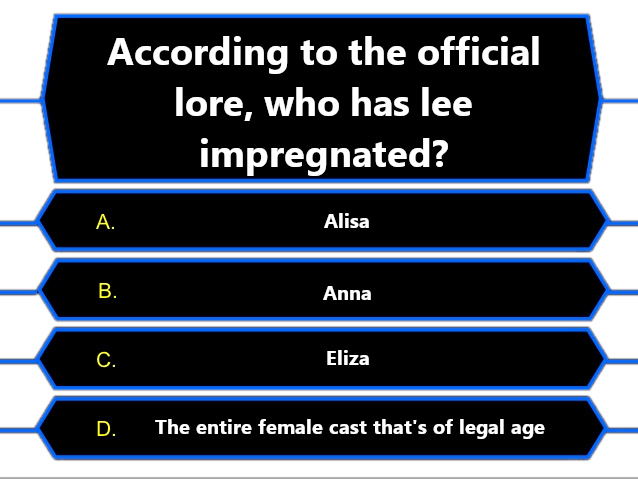 According to the official
lore, who has lee
impregnated?
A. Alisa
B. Anna
C. Eliza
D. The entire female cast that's of legal age